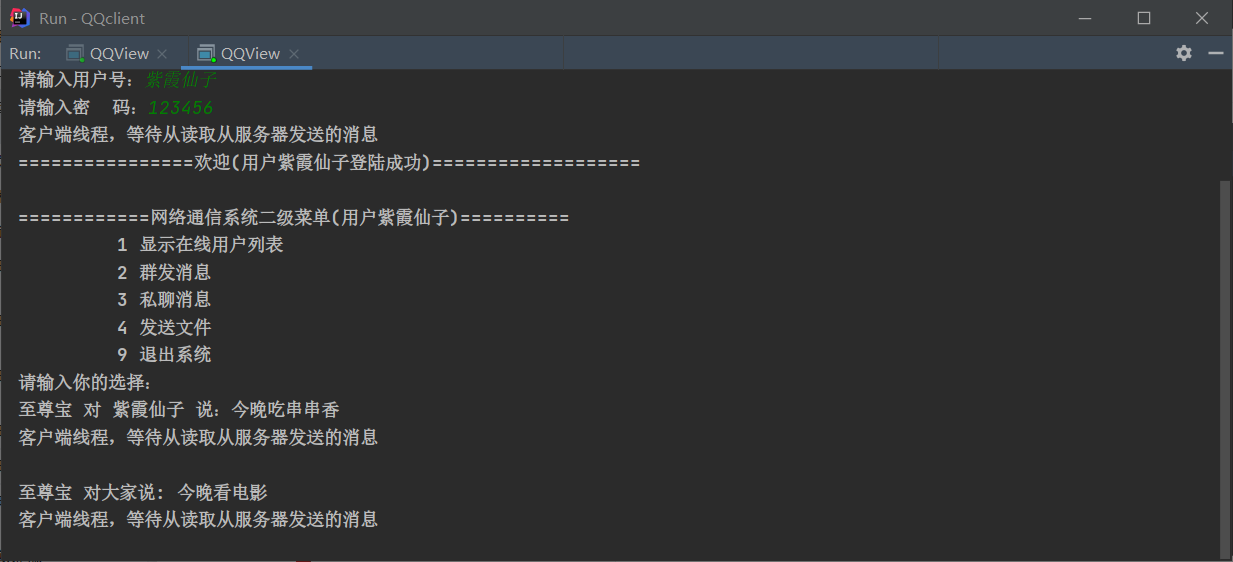 Run - QQclient
Run: QQView QQView
请输入用户号：紫霞仙子
请输入密  码：123456
客户端线程，等待从读取从服务器发送的消息
================欢迎(用户紫霞仙子登陆成功)===================
============网络通信系统二级菜单(用户紫霞仙子)==========
1 显示在线用户列表
2 群发消息
3 私聊消息
4 发送文件
9 退出系统
请输入你的选择：
至尊宝 对 紫霞仙子 说：今晚吃串串香
客户端线程，等待从读取从服务器发送的消息
至尊宝 对大家说: 今晚看电影
客户端线程，等待从读取从服务器发送的消息